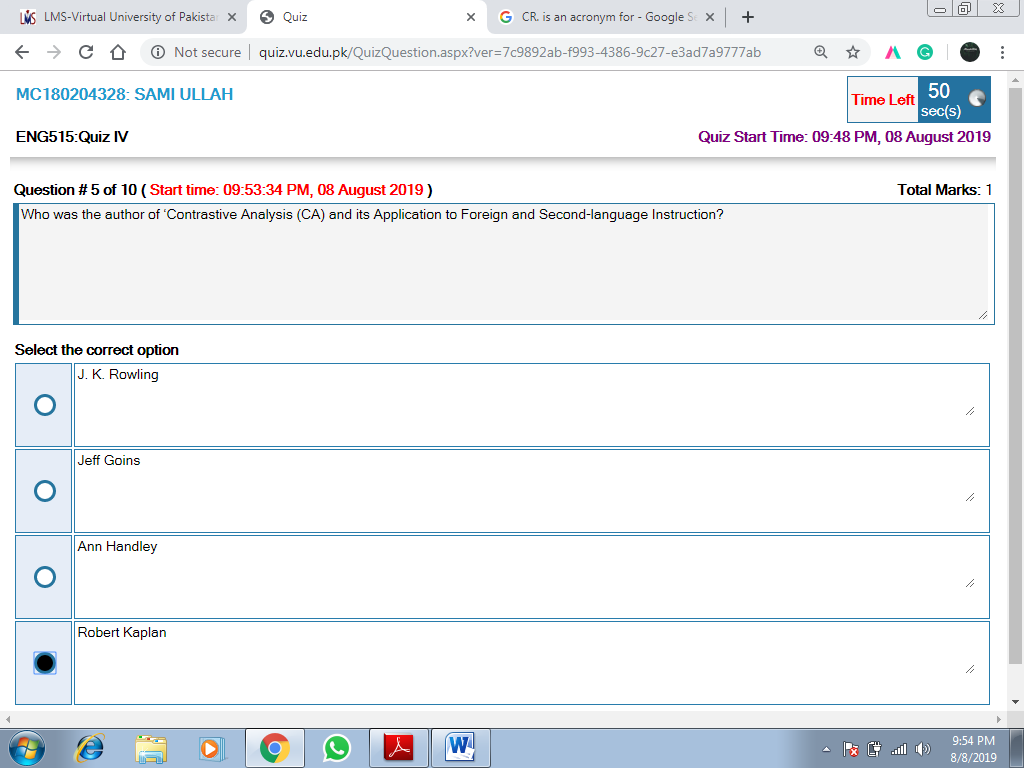 LMS-Virtual University of Pakista
Quiz
CR. is an acronym for - Google Se
Not secure
quiz.vu.edu.pk/QuizQuestion.aspx?ver=7c9892ab-f993-4386-9c27-e3ad7a9777ab
MC180204328: SAMI ULLAH
Time Left
50
sec(s)
ENG515:Quiz IV
Quiz Start Time: 09:48 PM, 08 August 2019
Question # 5 of 10 ( Start time: 09:53:34 PM, 08 August 2019 )
Total Marks: 1
Who was the author of ‘Contrastive Analysis (CA) and its Application to Foreign and Second-language Instruction?
Select the correct option
J. K. Rowling
Jeff Goins
Ann Handley
Robert Kaplan
9:54 PM
8/8/2019